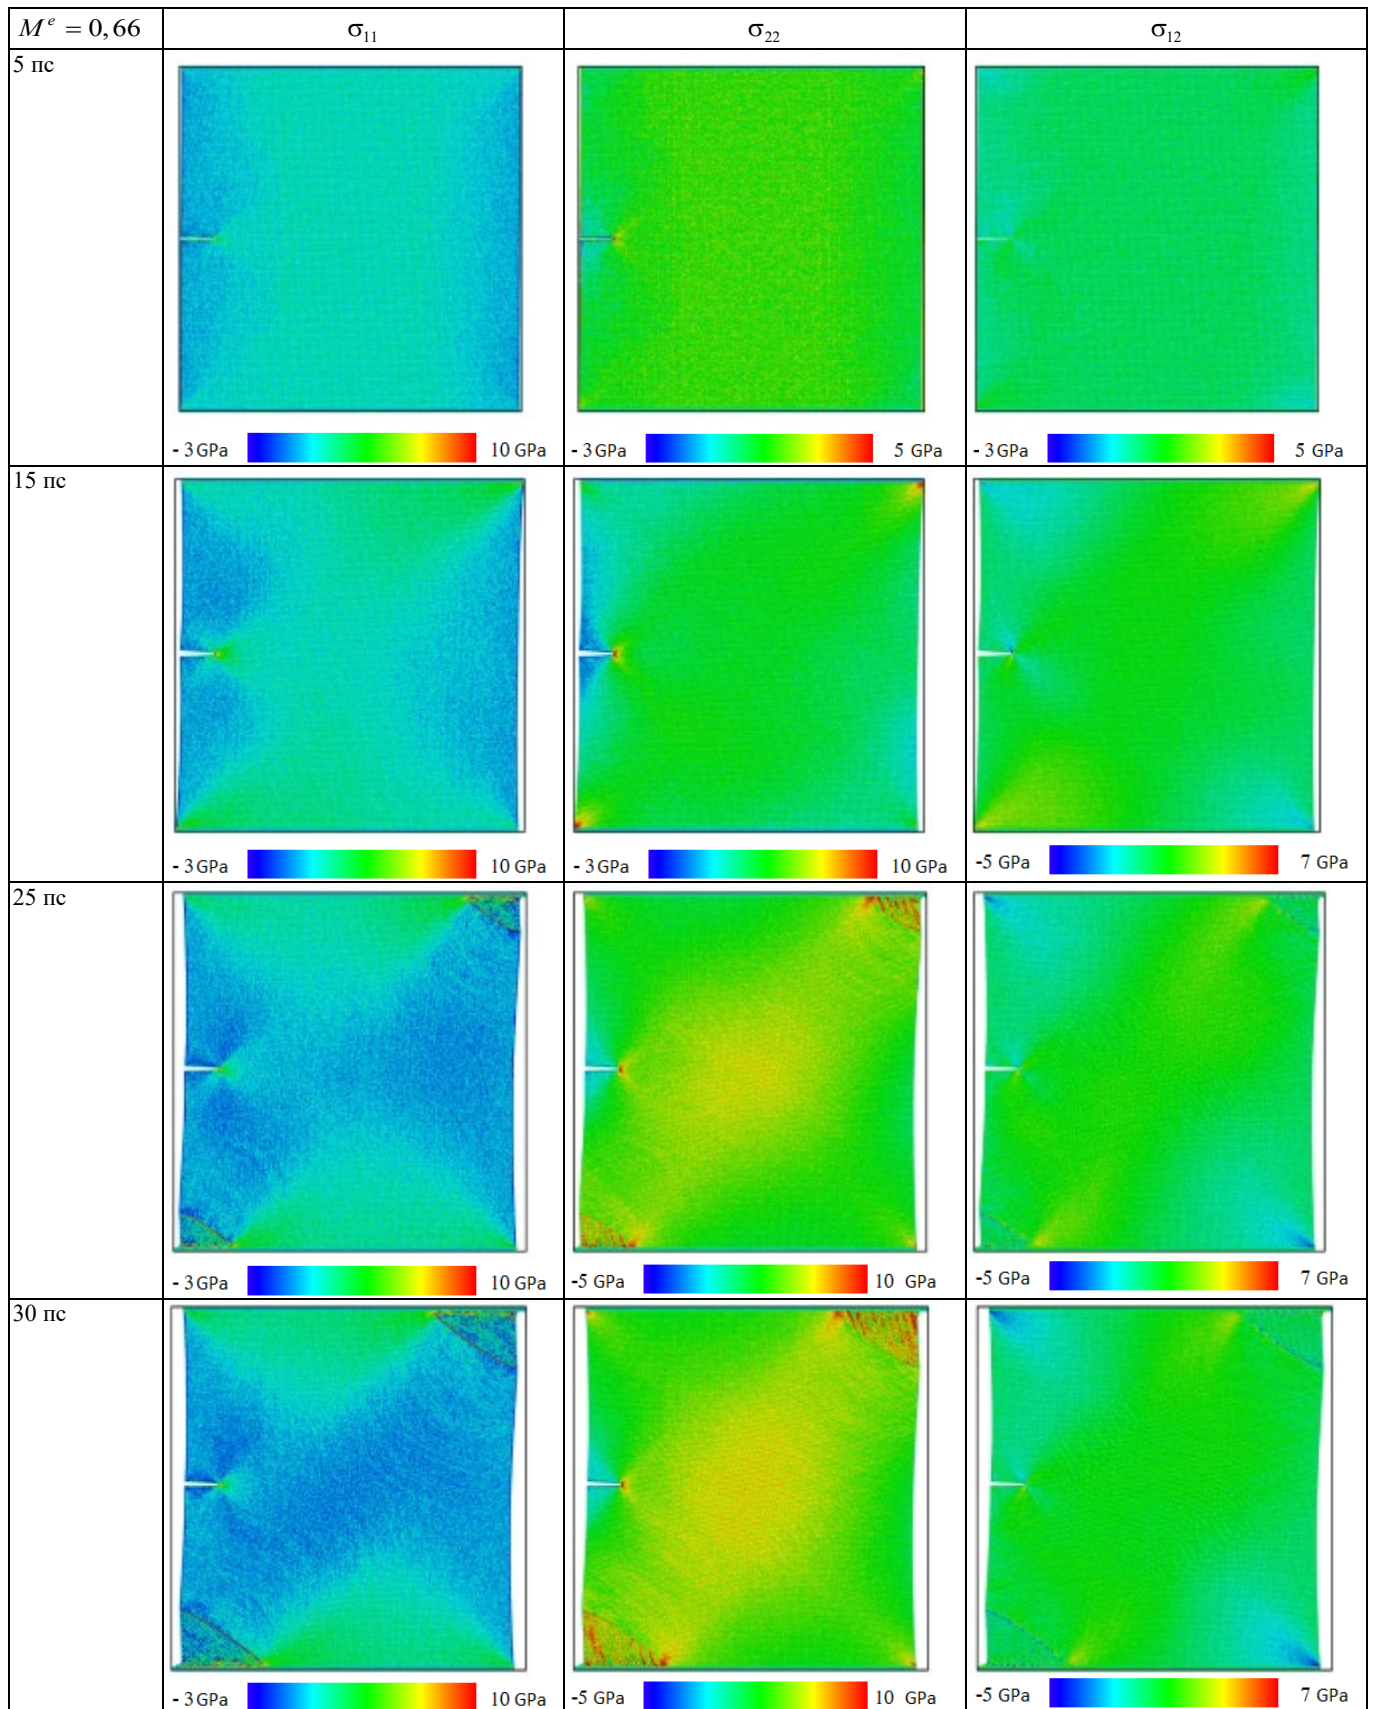 M^e = 0,66 σ₁₁ σ₂₂ σ₁₂
5 пс
- 3 GPa 10 GPa - 3 GPa 5 GPa - 3 GPa 5 GPa
15 пс
- 3 GPa 10 GPa - 3 GPa 10 GPa -5 GPa 7 GPa
25 пс
- 3 GPa 10 GPa -5 GPa 10 GPa -5 GPa 7 GPa
30 пс
- 3 GPa 10 GPa -5 GPa 10 GPa -5 GPa 7 GPa